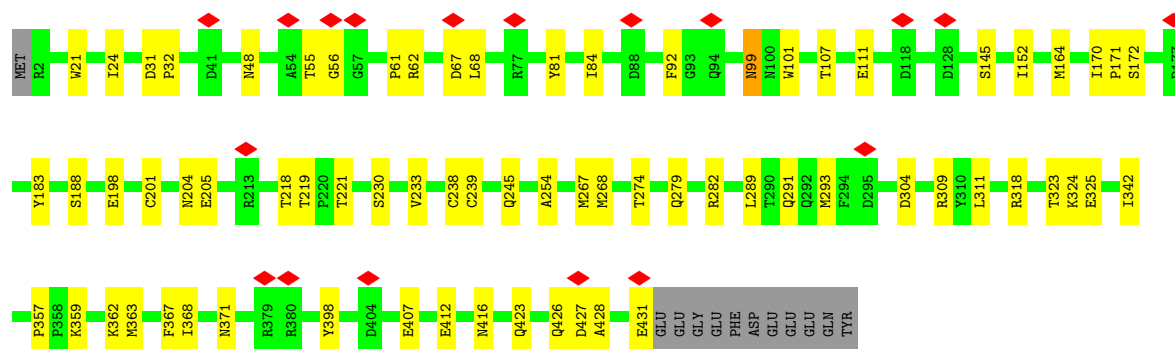 MET R2 W21 I24 D31 P32 D41 N48 A54 T55 G56 G57 P61 R62 D67 L68 R77 Y81 I84 D88 F92 G93 Q94 N99 N100 W101 T107 E111 D118 D128 S145 I152 M164 I170 P171 S172
Y183 S188 E198 C201 N204 E205 R213 T218 T219 P220 T221 S230 V233 C238 C239 Q245 A254 M267 M268 T274 Q279 R282 L289 T290 Q291 Q292 M293 F294 D295 D304 R309 Y310 L311 R318 T323 K324 E325 I342
P357 P358 K359 K362 M363 F367 I368 N371 R379 R380 Y398 D404 E407 E412 N416 Q423 Q426 D427 A428 E431 GLU GLU GLY GLU PHE ASP GLU GLU GLU GLN TYR